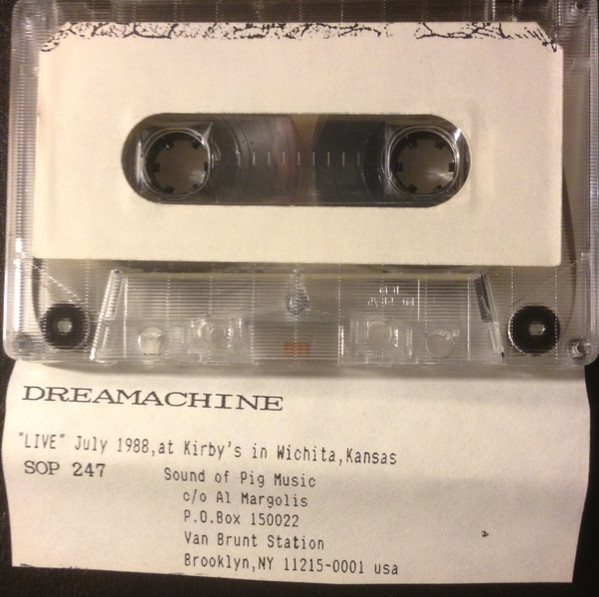 DREAMACHINE
"LIVE" July 1988,at Kirby's in Wichita,Kansas
SOP 247 Sound of Pig Music
c/o Al Margolis
P.O.Box 150022
Van Brunt Station
Brooklyn,NY 11215-0001 usa